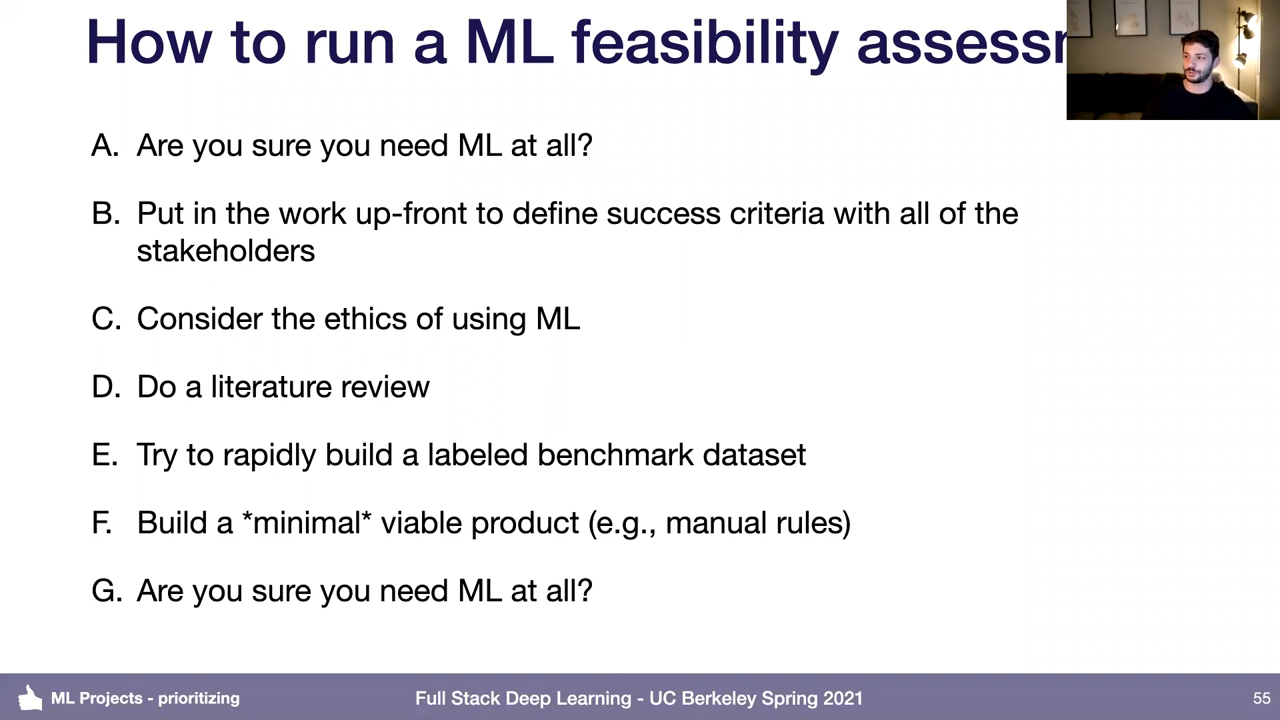 How to run a ML feasibility
A. Are you sure you need ML at all?
B. Put in the work up-front to define success criteria with all of the
stakeholders
C. Consider the ethics of using ML
D. Do a literature review
E. Try to rapidly build a labeled benchmark dataset
F. Build a *minimal* viable product (e.g., manual rules)
G. Are you sure you need ML at all?
ML Projects - prioritizing
Full Stack Deep Learning - UC Berkeley Spring 2021
55